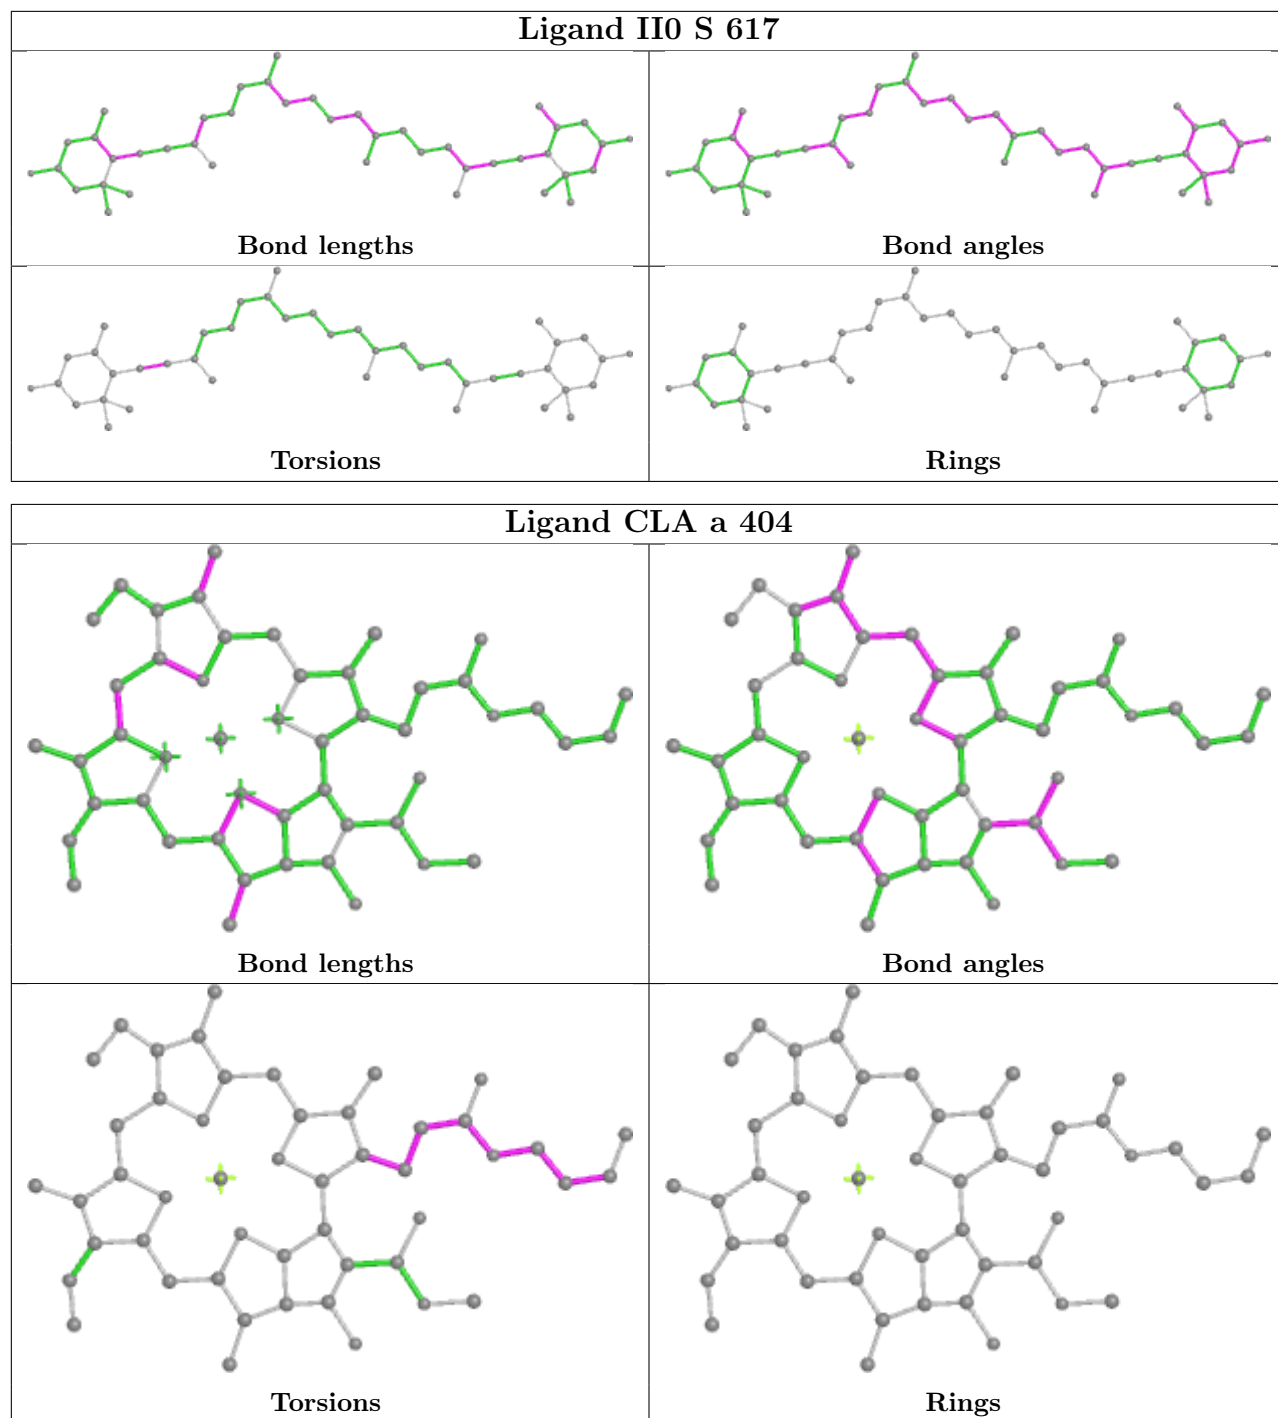 Ligand II0 S 617
Bond lengths
Bond angles
Torsions
Rings
Ligand CLA a 404
Bond lengths
Bond angles
Torsions
Rings